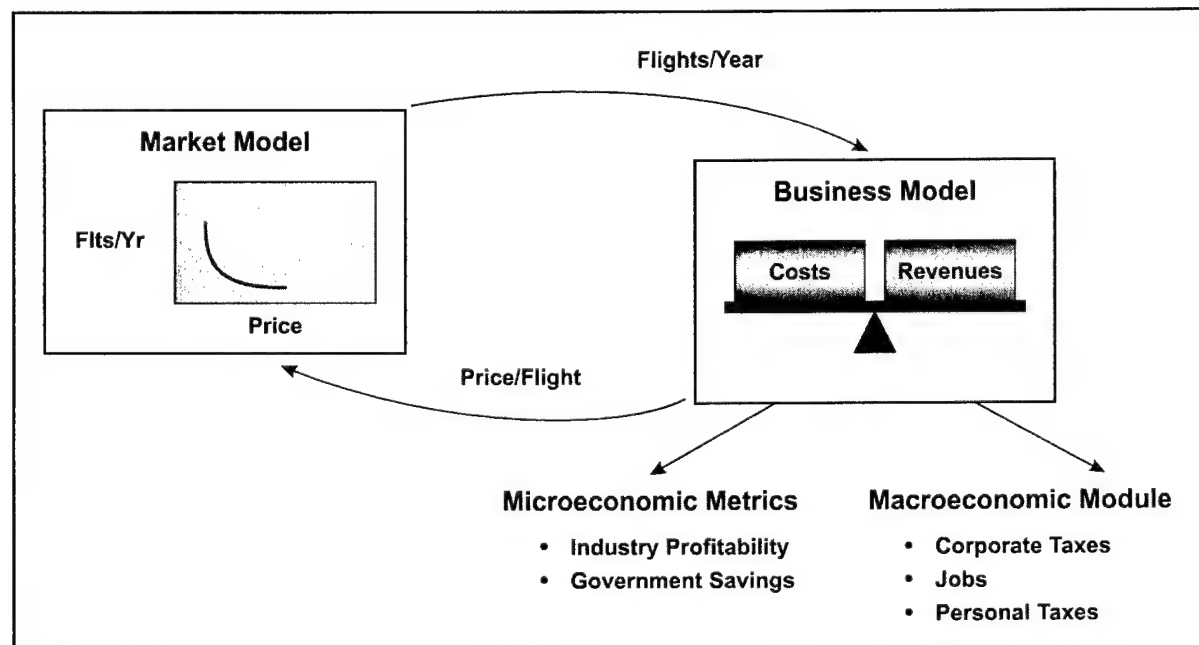 Flights/Year
Market Model
Flts/Yr
Price
Business Model
Costs
Revenues
Price/Flight
Microeconomic Metrics
• Industry Profitability
• Government Savings
Macroeconomic Module
• Corporate Taxes
• Jobs
• Personal Taxes